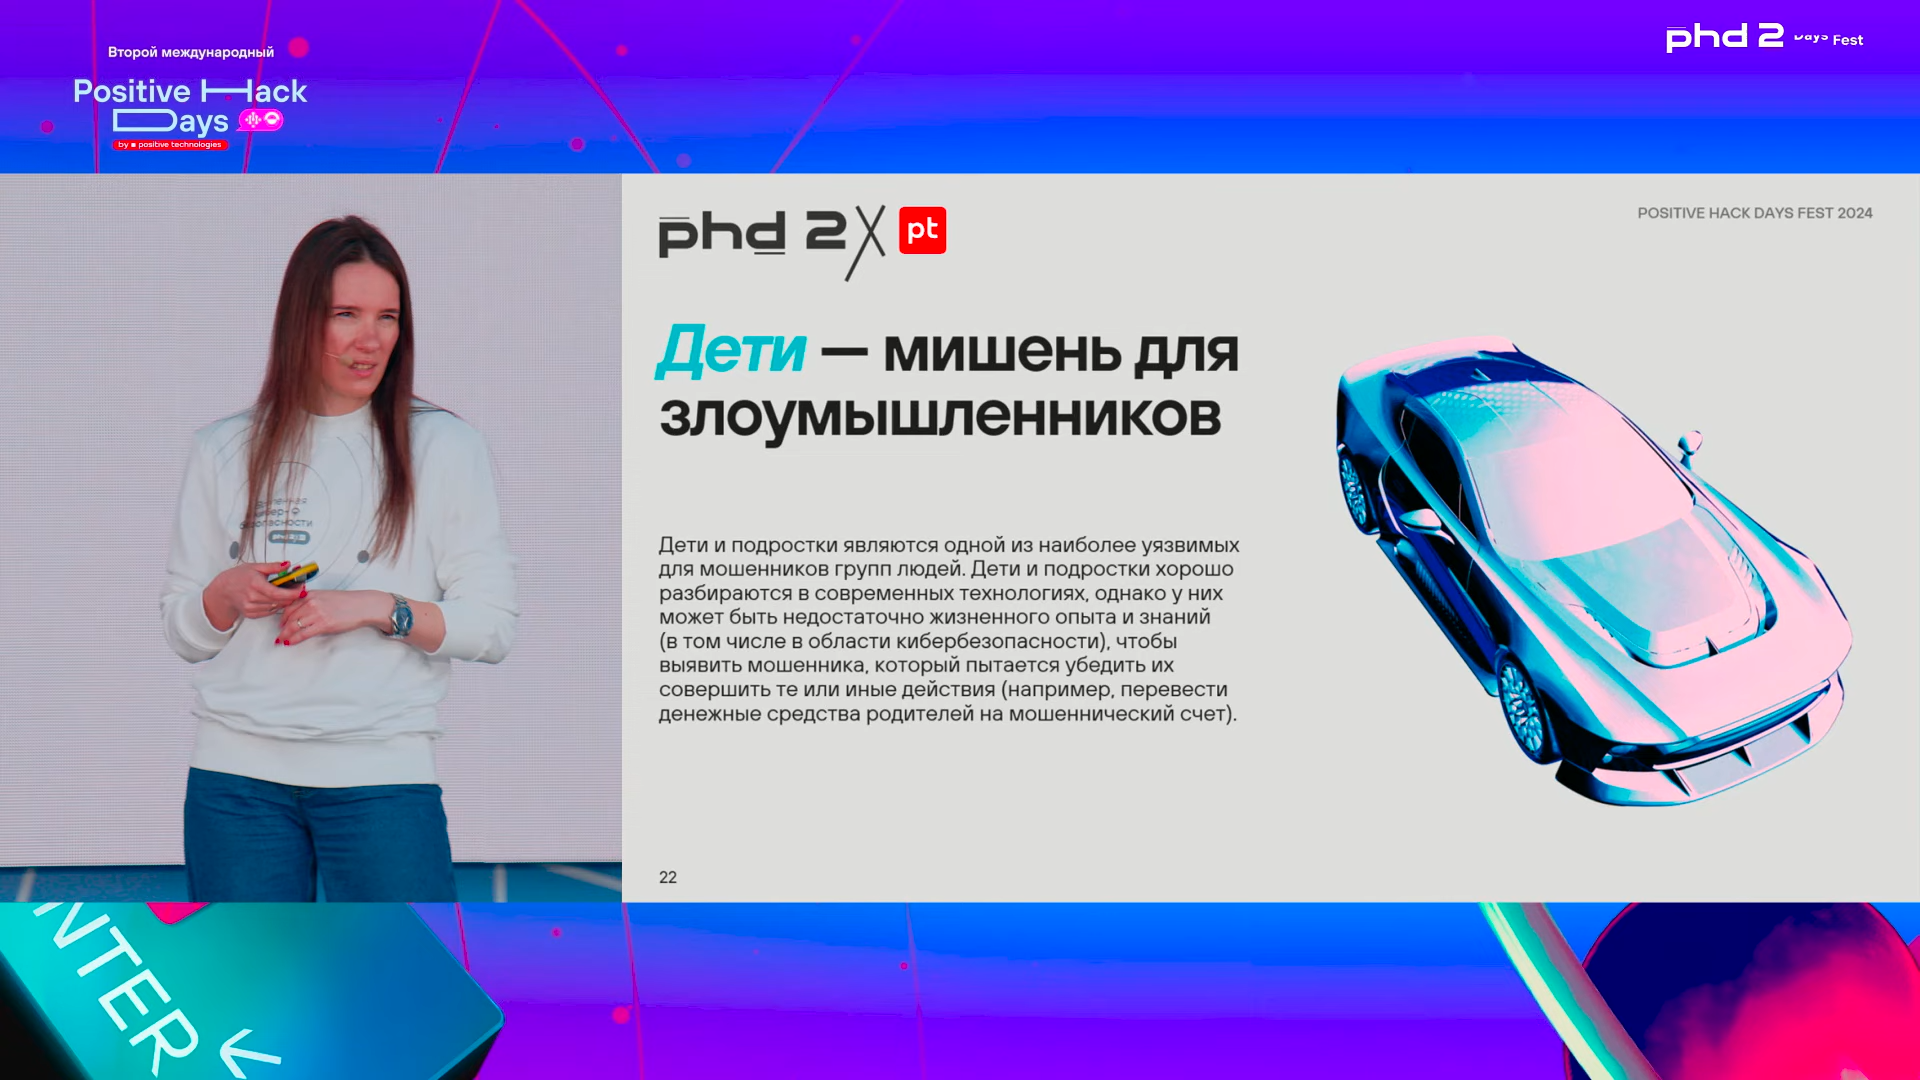 Второй международный
Positive Hack
Days
by positive technologies
phd 2 Days Fest
phd 2 pt
POSITIVE HACK DAYS FEST 2024
Дети — мишень для
злоумышленников
Дети и подростки являются одной из наиболее уязвимых
для мошенников групп людей. Дети и подростки хорошо
разбираются в современных технологиях, однако у них
может быть недостаточно жизненного опыта и знаний
(в том числе в области кибербезопасности), чтобы
выявить мошенника, который пытается убедить их
совершить те или иные действия (например, перевести
денежные средства родителей на мошеннический счет).
22
NTER